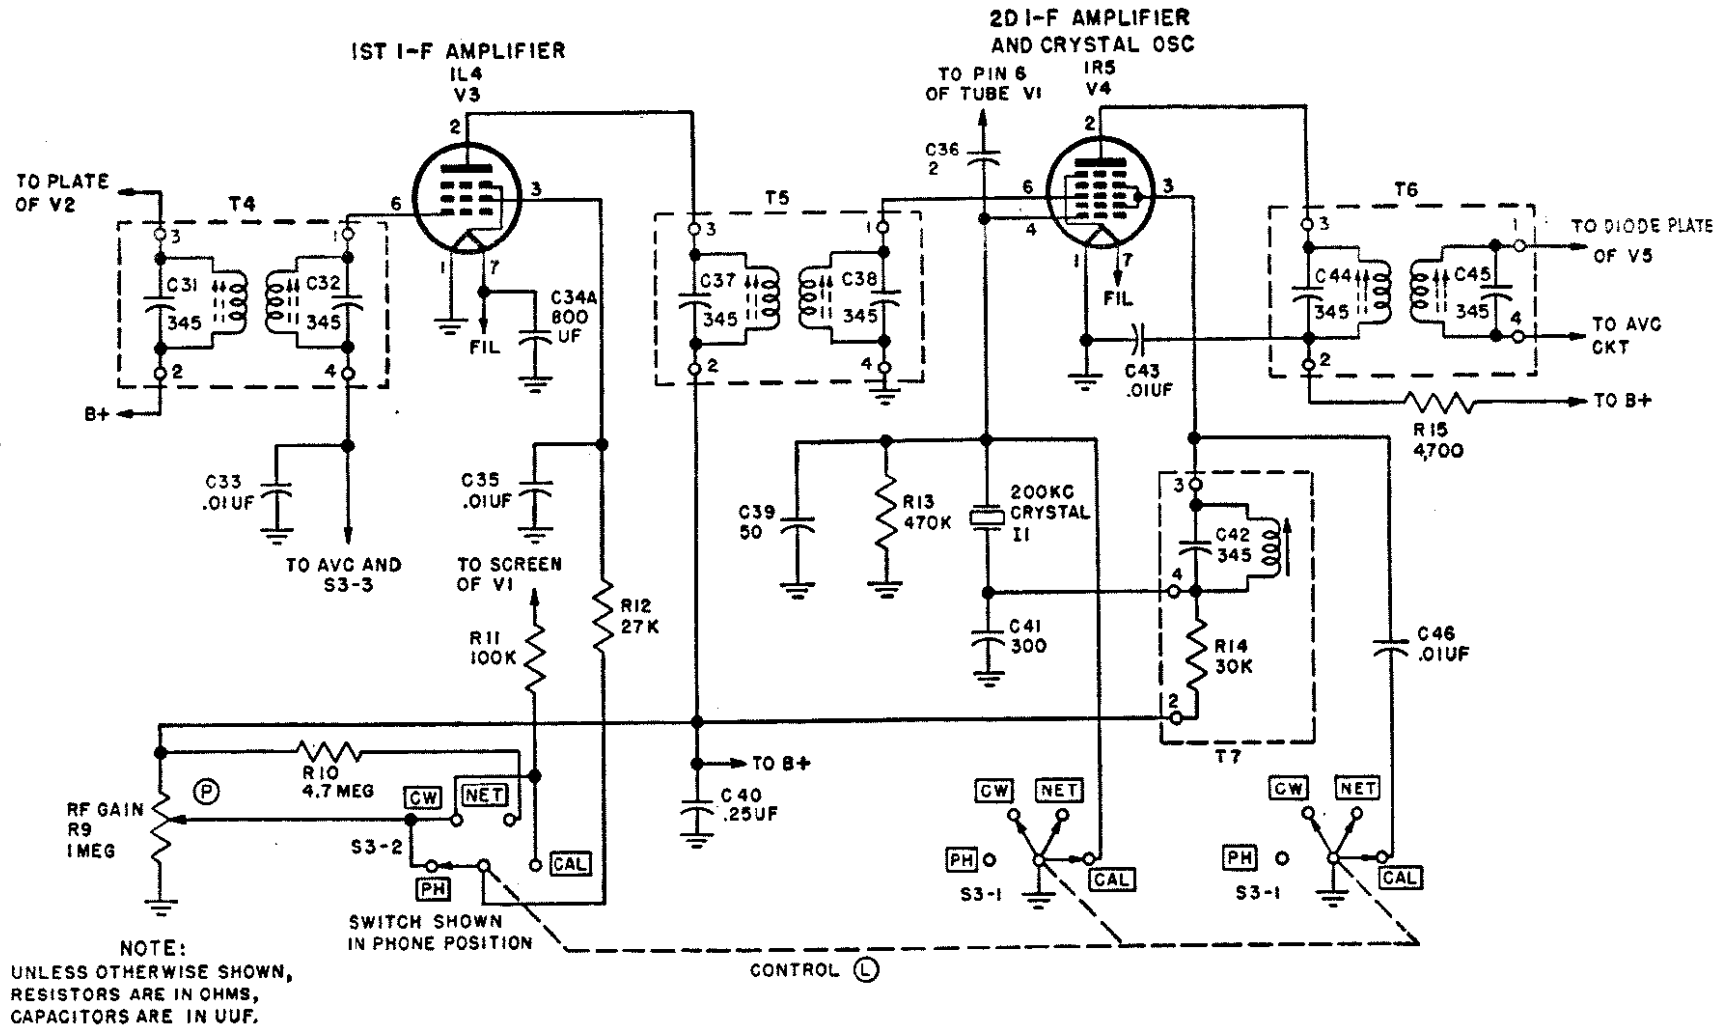 1ST I-F AMPLIFIER
1L4
V3
2D I-F AMPLIFIER
AND CRYSTAL OSC
1R5
V4
TO PIN 6
OF TUBE V1
2
2
C36
2
TO PLATE
OF V2
T4
6
3
T5
6
4
3
T6
3
1
3
1
3
1
TO DIODE PLATE
OF V5
1
7
1
7
C31
345
C32
345
C34A
800
UF
FIL
C37
345
C38
345
FIL
C44
345
C45
345
4
TO AVC
CKT
2
4
2
4
C43
.01UF
2
B+
R15
4,700
TO B+
C33
.01UF
C35
.01UF
C39
50
R13
470K
200KC
CRYSTAL
I1
3
C42
345
TO AVC AND
S3-3
TO SCREEN
OF V1
4
R11
100K
R12
27K
C41
300
R14
30K
C46
.01UF
2
T7
R10
4.7 MEG
TO B+
P
RF GAIN
R9
1 MEG
CW
NET
C40
.25UF
CW
NET
CW
NET
S3-2
CAL
PH
PH
S3-1
CAL
PH
S3-1
CAL
SWITCH SHOWN
IN PHONE POSITION
CONTROL L
NOTE:
UNLESS OTHERWISE SHOWN,
RESISTORS ARE IN OHMS,
CAPACITORS ARE IN UUF.